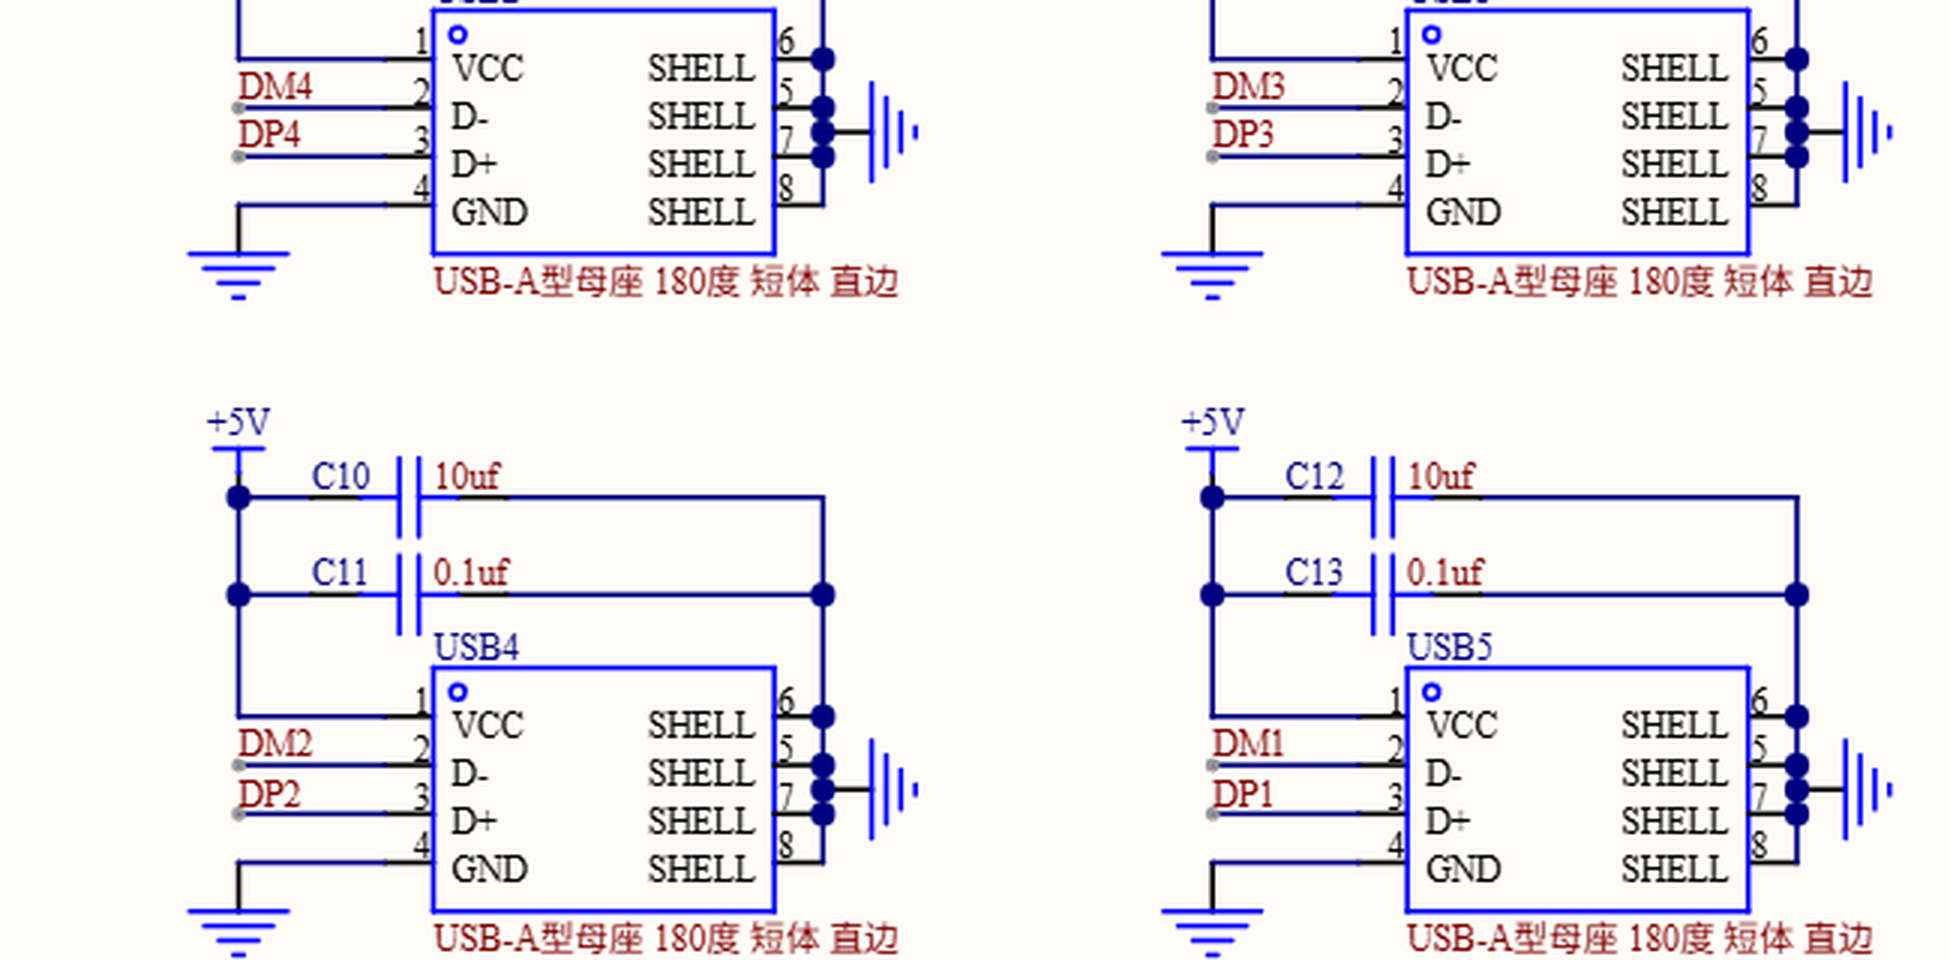 1 VCC SHELL 6
DM4 2 D- SHELL 5
DP4 3 D+ SHELL 7
4 GND SHELL 8
USB-A型母座 180度 短体 直边
1 VCC SHELL 6
DM3 2 D- SHELL 5
DP3 3 D+ SHELL 7
4 GND SHELL 8
USB-A型母座 180度 短体 直边
+5V
C10 10uf
C11 0.1uf
USB4
1 VCC SHELL 6
DM2 2 D- SHELL 5
DP2 3 D+ SHELL 7
4 GND SHELL 8
USB-A型母座 180度 短体 直边
+5V
C12 10uf
C13 0.1uf
USB5
1 VCC SHELL 6
DM1 2 D- SHELL 5
DP1 3 D+ SHELL 7
4 GND SHELL 8
USB-A型母座 180度 短体 直边